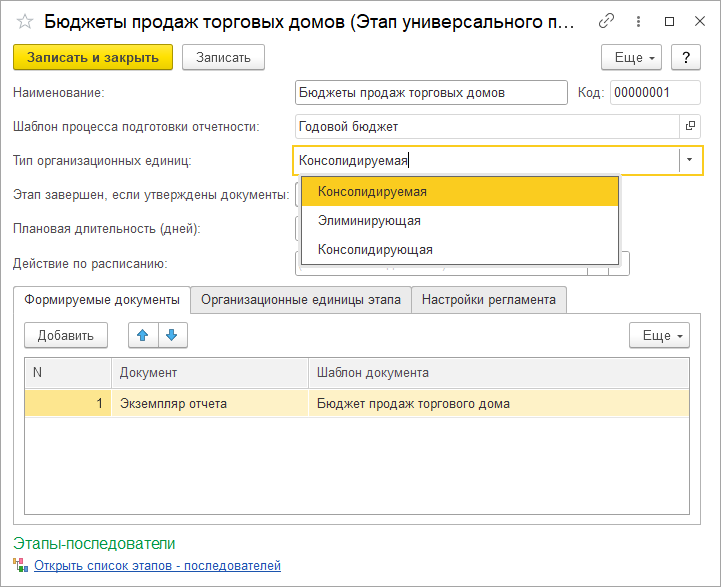 Бюджеты продаж торговых домов (Этап универсального п...
Записать и закрыть Записать Еще ?
Наименование: Бюджеты продаж торговых домов Код: 00000001
Шаблон процесса подготовки отчетности: Годовой бюджет
Тип организационных единиц: Консолидируемая
Этап завершен, если утверждены документы: Консолидируемая
Элиминирующая
Плановая длительность (дней):
Консолидирующая
Действие по расписанию:
Формируемые документы Организационные единицы этапа Настройки регламента
Добавить Еще
N Документ Шаблон документа
1 Экземпляр отчета Бюджет продаж торгового дома
Этапы-последователи
Открыть список этапов - последователей